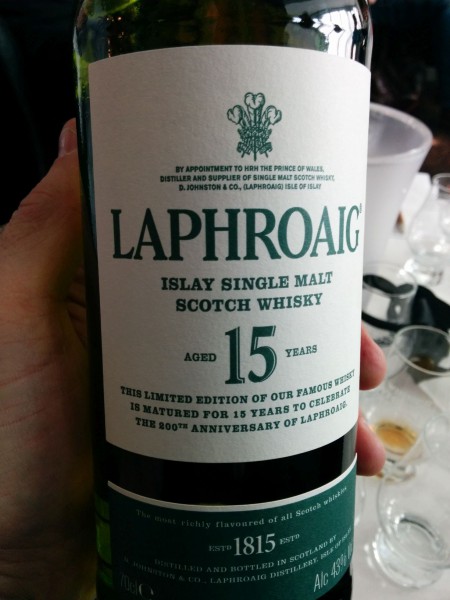 BY APPOINTMENT TO HRH THE PRINCE OF WALES,
DISTILLER AND SUPPLIER OF SINGLE MALT SCOTCH WHISKY,
D. JOHNSTON & CO., (LAPHROAIG) ISLE OF ISLAY
LAPHROAIG®
ISLAY SINGLE MALT
SCOTCH WHISKY
AGED 15 YEARS
THIS LIMITED EDITION OF OUR FAMOUS WHISKY
IS MATURED FOR 15 YEARS TO CELEBRATE
THE 200TH ANNIVERSARY OF LAPHROAIG.
The most richly flavoured of all Scotch whiskies
ESTD 1815 ESTD
DISTILLED AND BOTTLED IN SCOTLAND BY
JOHNSTON & CO., LAPHROAIG DISTILLERY, ISLE OF
70cl Alc 43%